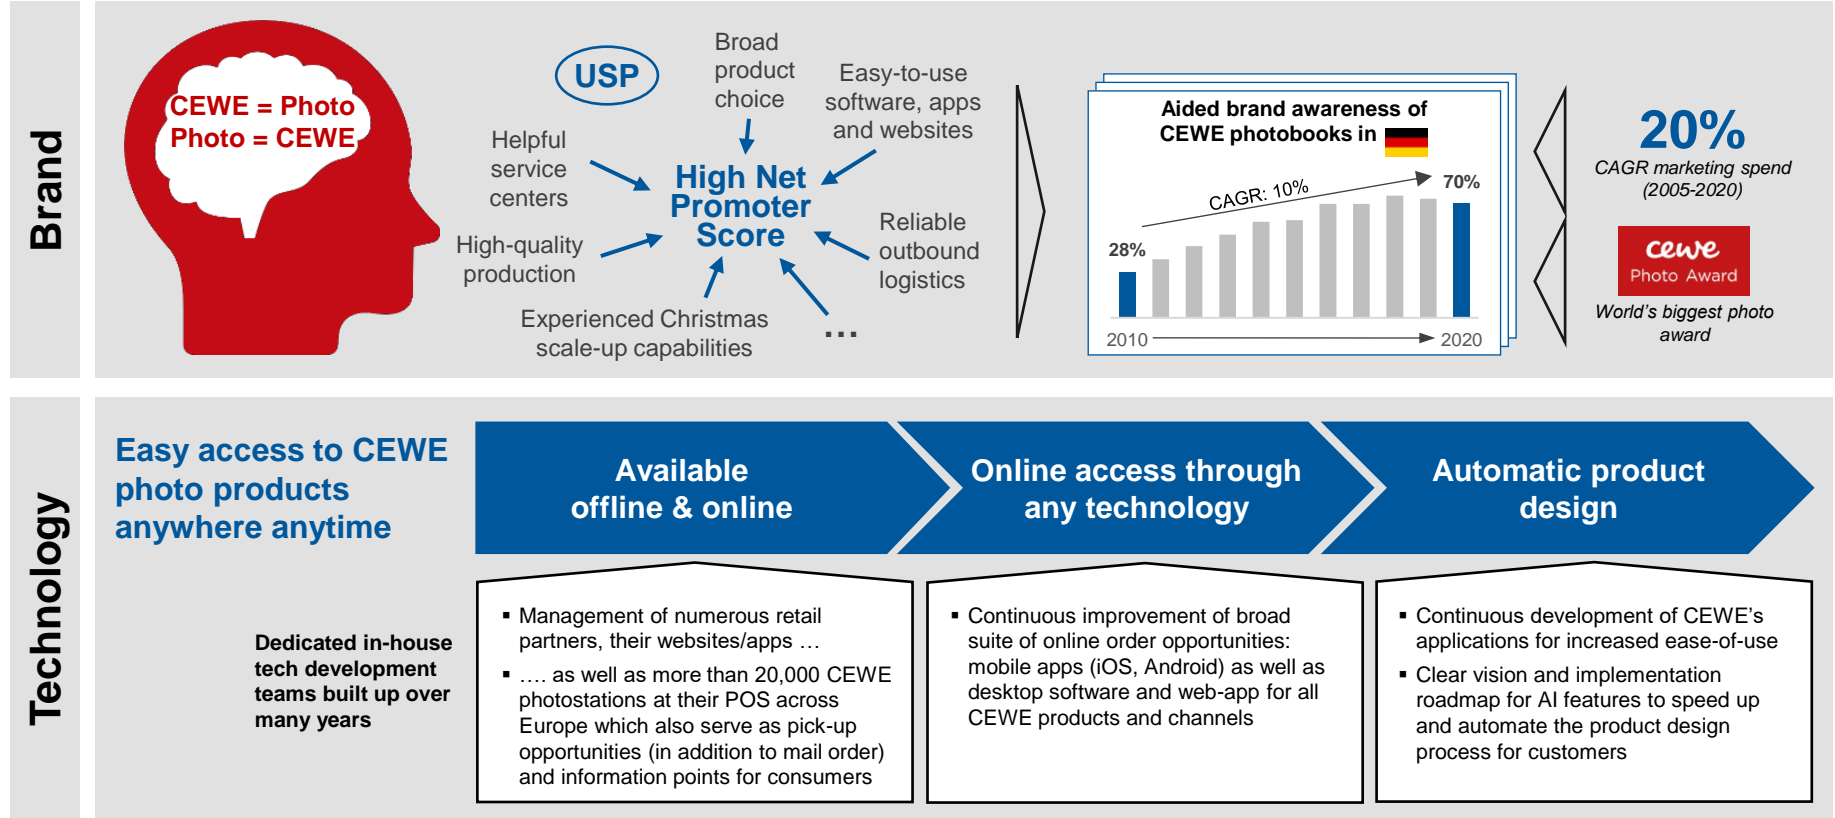 Brand
CEWE = Photo
Photo = CEWE
USP
Broad
product
choice
Easy-to-use
software, apps
and websites
Helpful
service
centers
High Net
Promoter
Score
High-quality
production
Reliable
outbound
logistics
Experienced Christmas
scale-up capabilities
...
Aided brand awareness of
CEWE photobooks in
CAGR: 10%
28%
70%
2010
2020
20%
CAGR marketing spend
(2005-2020)
cewe
Photo Award
World's biggest photo
award
Technology
Easy access to CEWE
photo products
anywhere anytime
Available
offline & online
Online access through
any technology
Automatic product
design
Dedicated in-house
tech development
teams built up over
many years
▪ Management of numerous retail
partners, their websites/apps …
▪ …. as well as more than 20,000 CEWE
photostations at their POS across
Europe which also serve as pick-up
opportunities (in addition to mail order)
and information points for consumers
▪ Continuous improvement of broad
suite of online order opportunities:
mobile apps (iOS, Android) as well as
desktop software and web-app for all
CEWE products and channels
▪ Continuous development of CEWE's
applications for increased ease-of-use
▪ Clear vision and implementation
roadmap for AI features to speed up
and automate the product design
process for customers